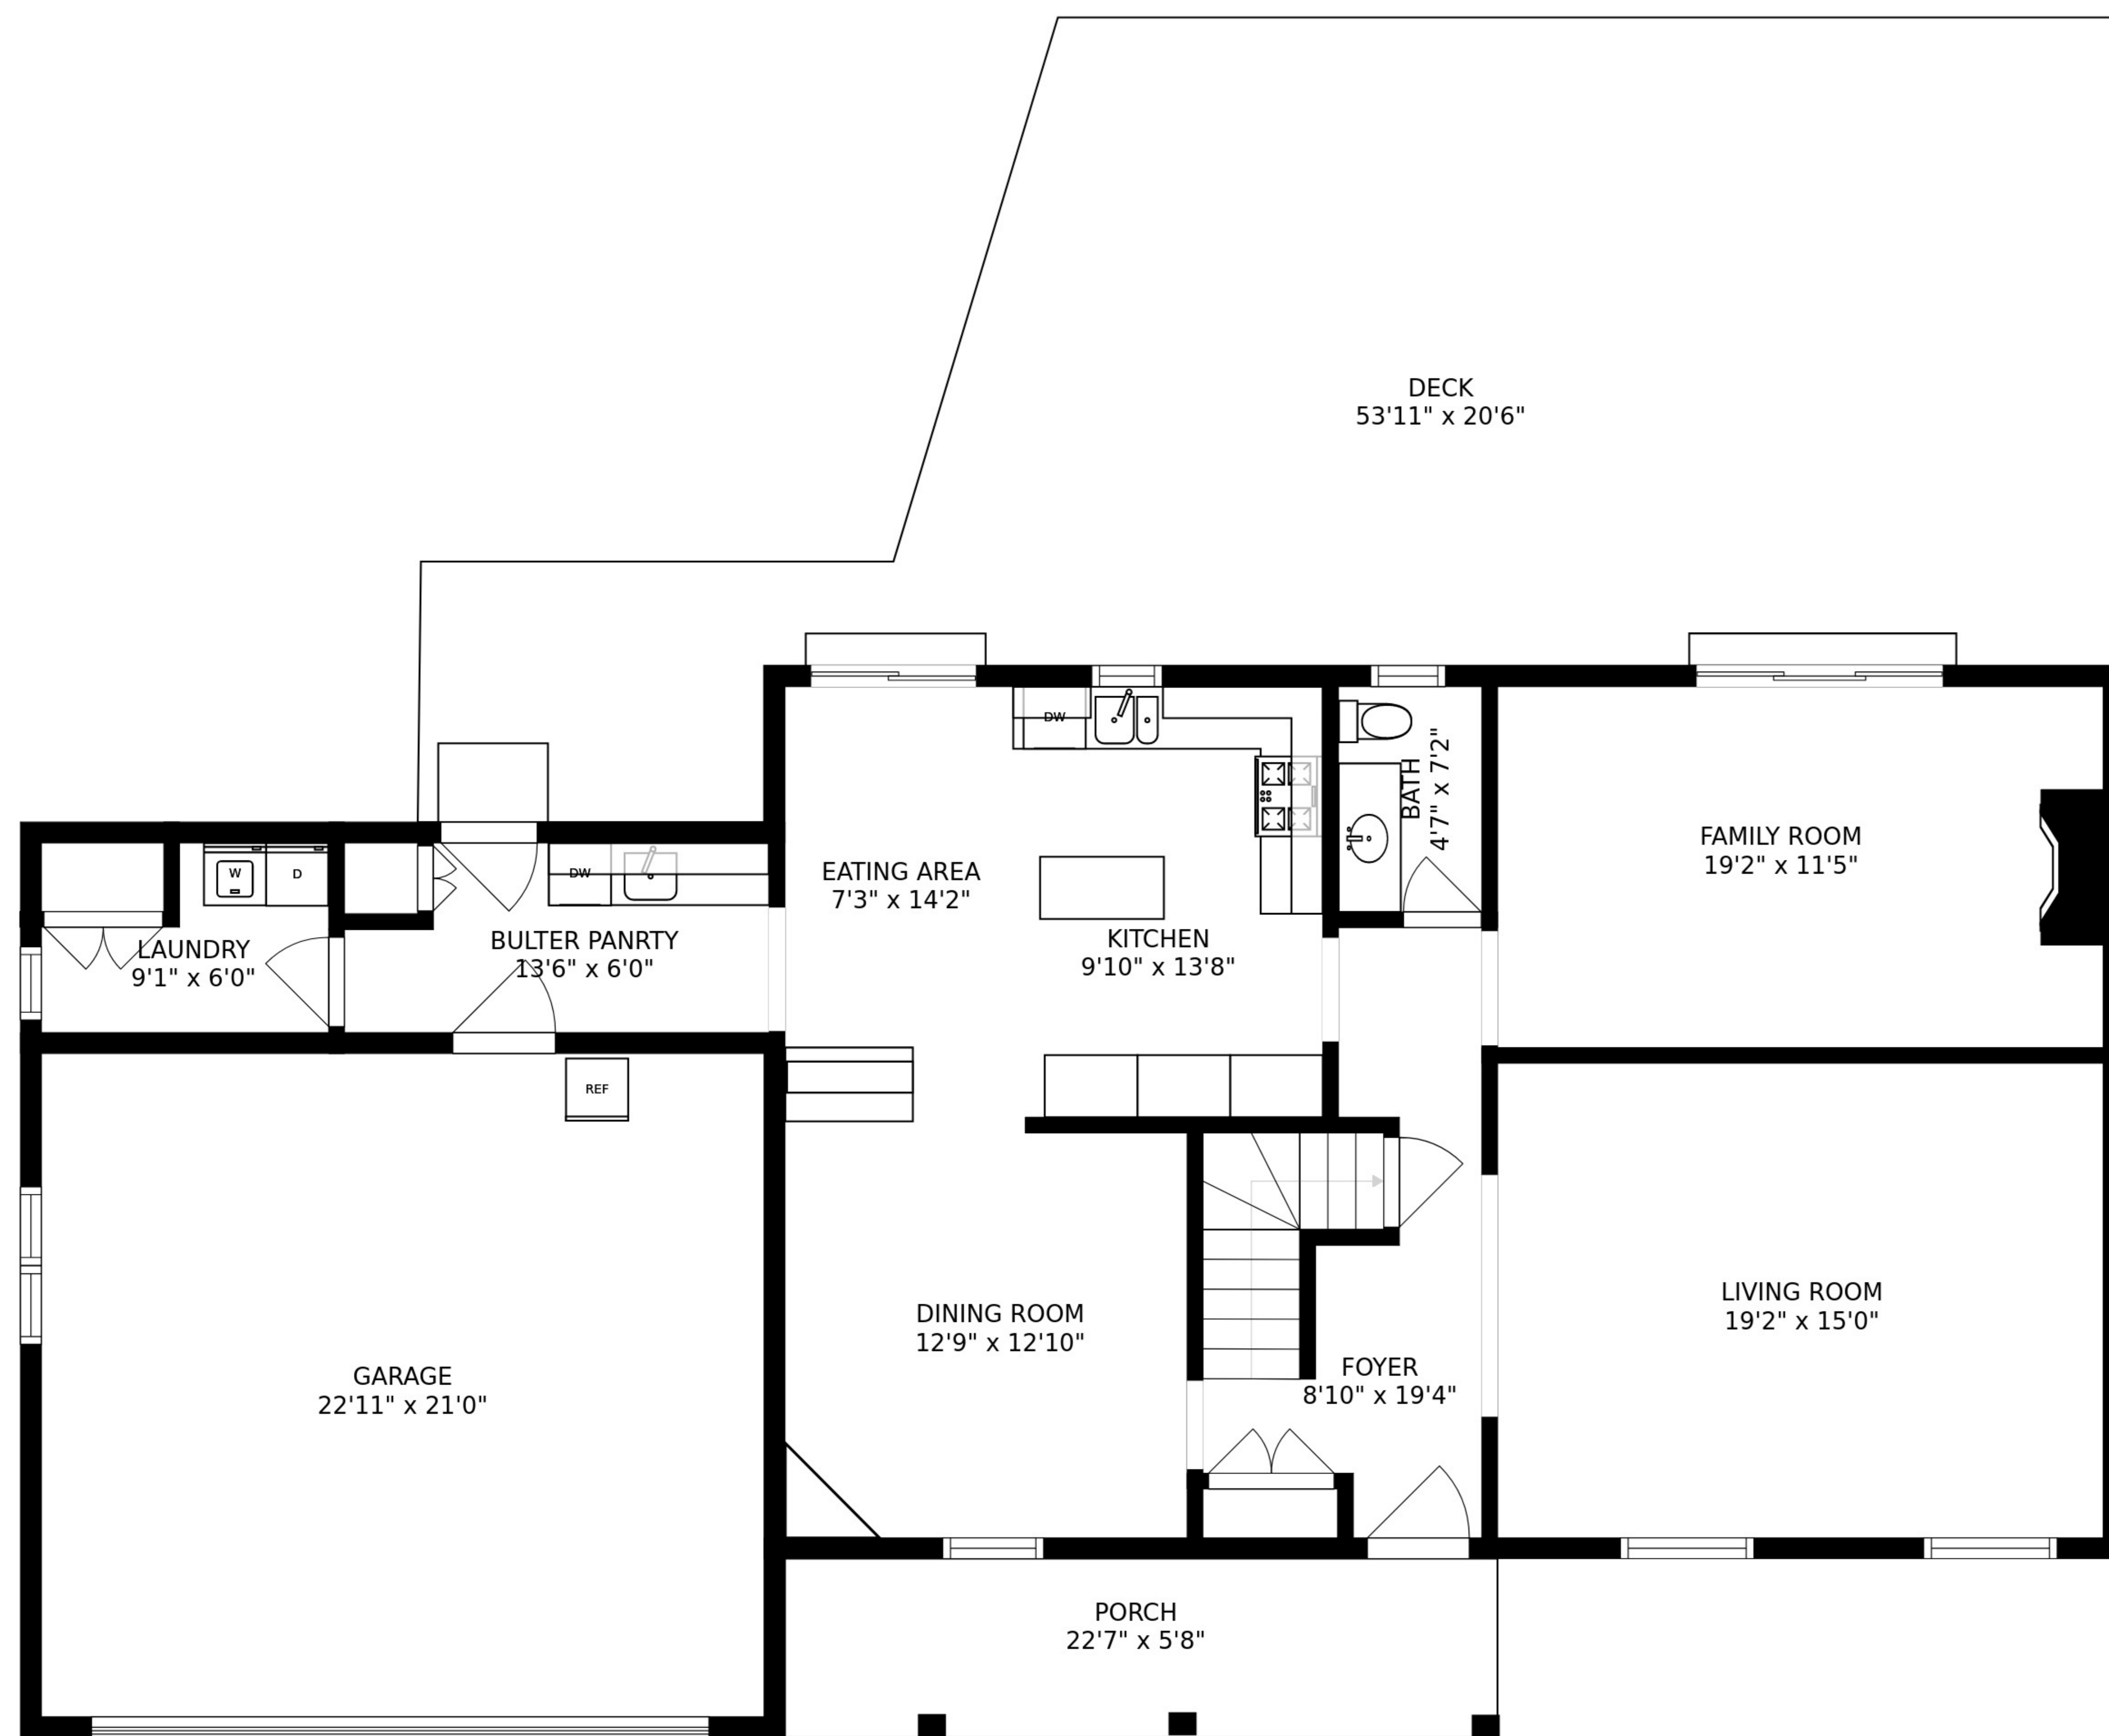 DECK
53'11" x 20'6"
DW
BATH
4'7" x 7'2"
FAMILY ROOM
19'2" x 11'5"
W
D
DW
EATING AREA
7'3" x 14'2"
KITCHEN
9'10" x 13'8"
LAUNDRY
9'1" x 6'0"
BULTER PANRTY
13'6" x 6'0"
REF
LIVING ROOM
19'2" x 15'0"
DINING ROOM
12'9" x 12'10"
GARAGE
22'11" x 21'0"
FOYER
8'10" x 19'4"
PORCH
22'7" x 5'8"